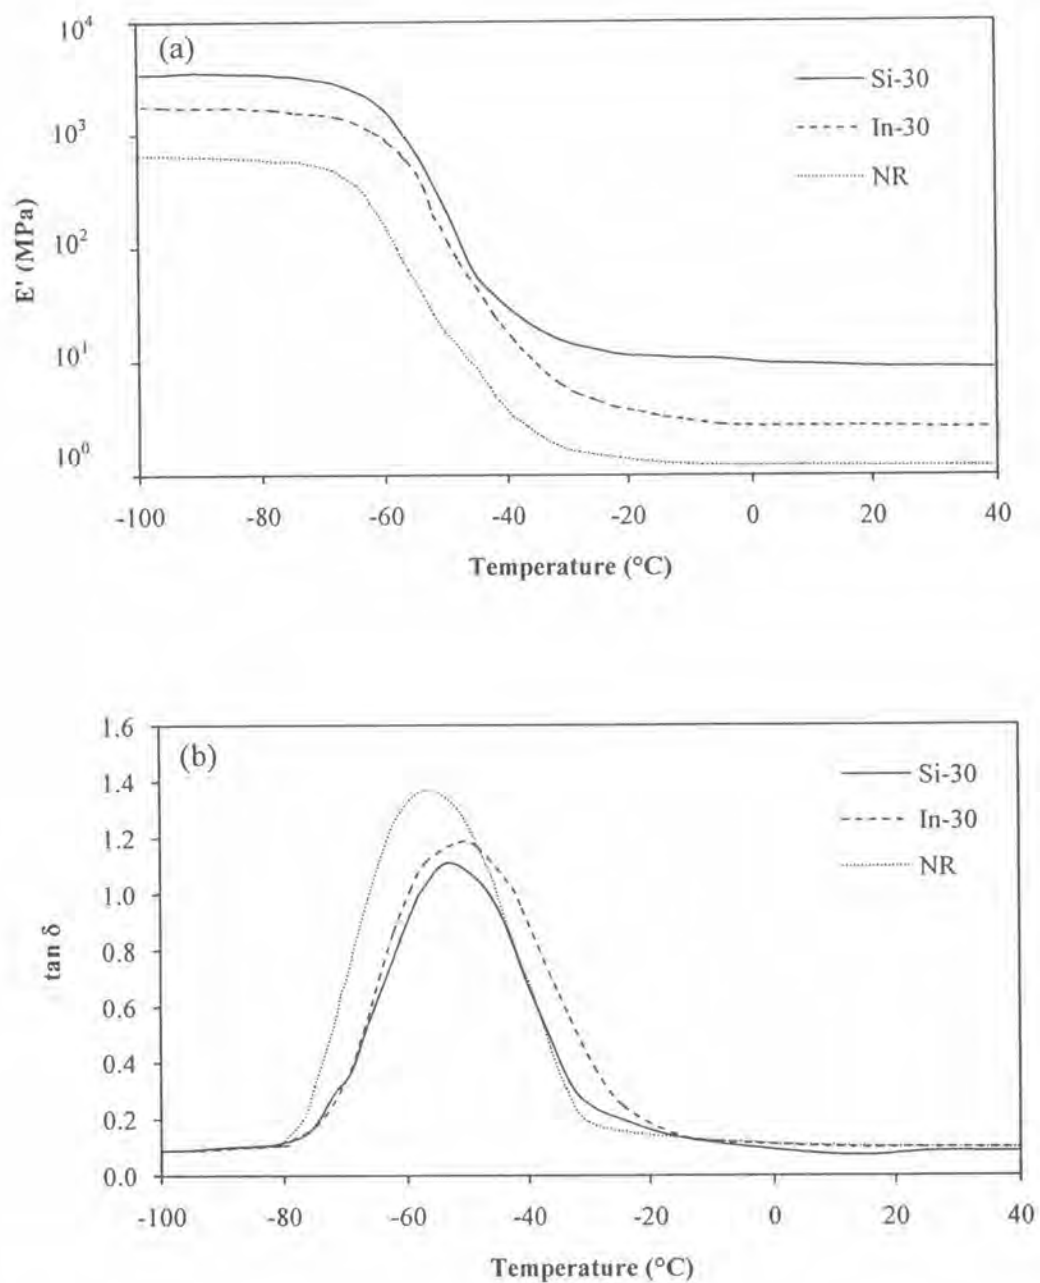 (a)
10⁴
10³
10²
10¹
10⁰
E' (MPa)
Si-30
In-30
NR
-100 -80 -60 -40 -20 0 20 40
Temperature (°C)
(b)
1.6
1.4
1.2
1.0
0.8
0.6
0.4
0.2
0.0
tan δ
Si-30
In-30
NR
-100 -80 -60 -40 -20 0 20 40
Temperature (°C)